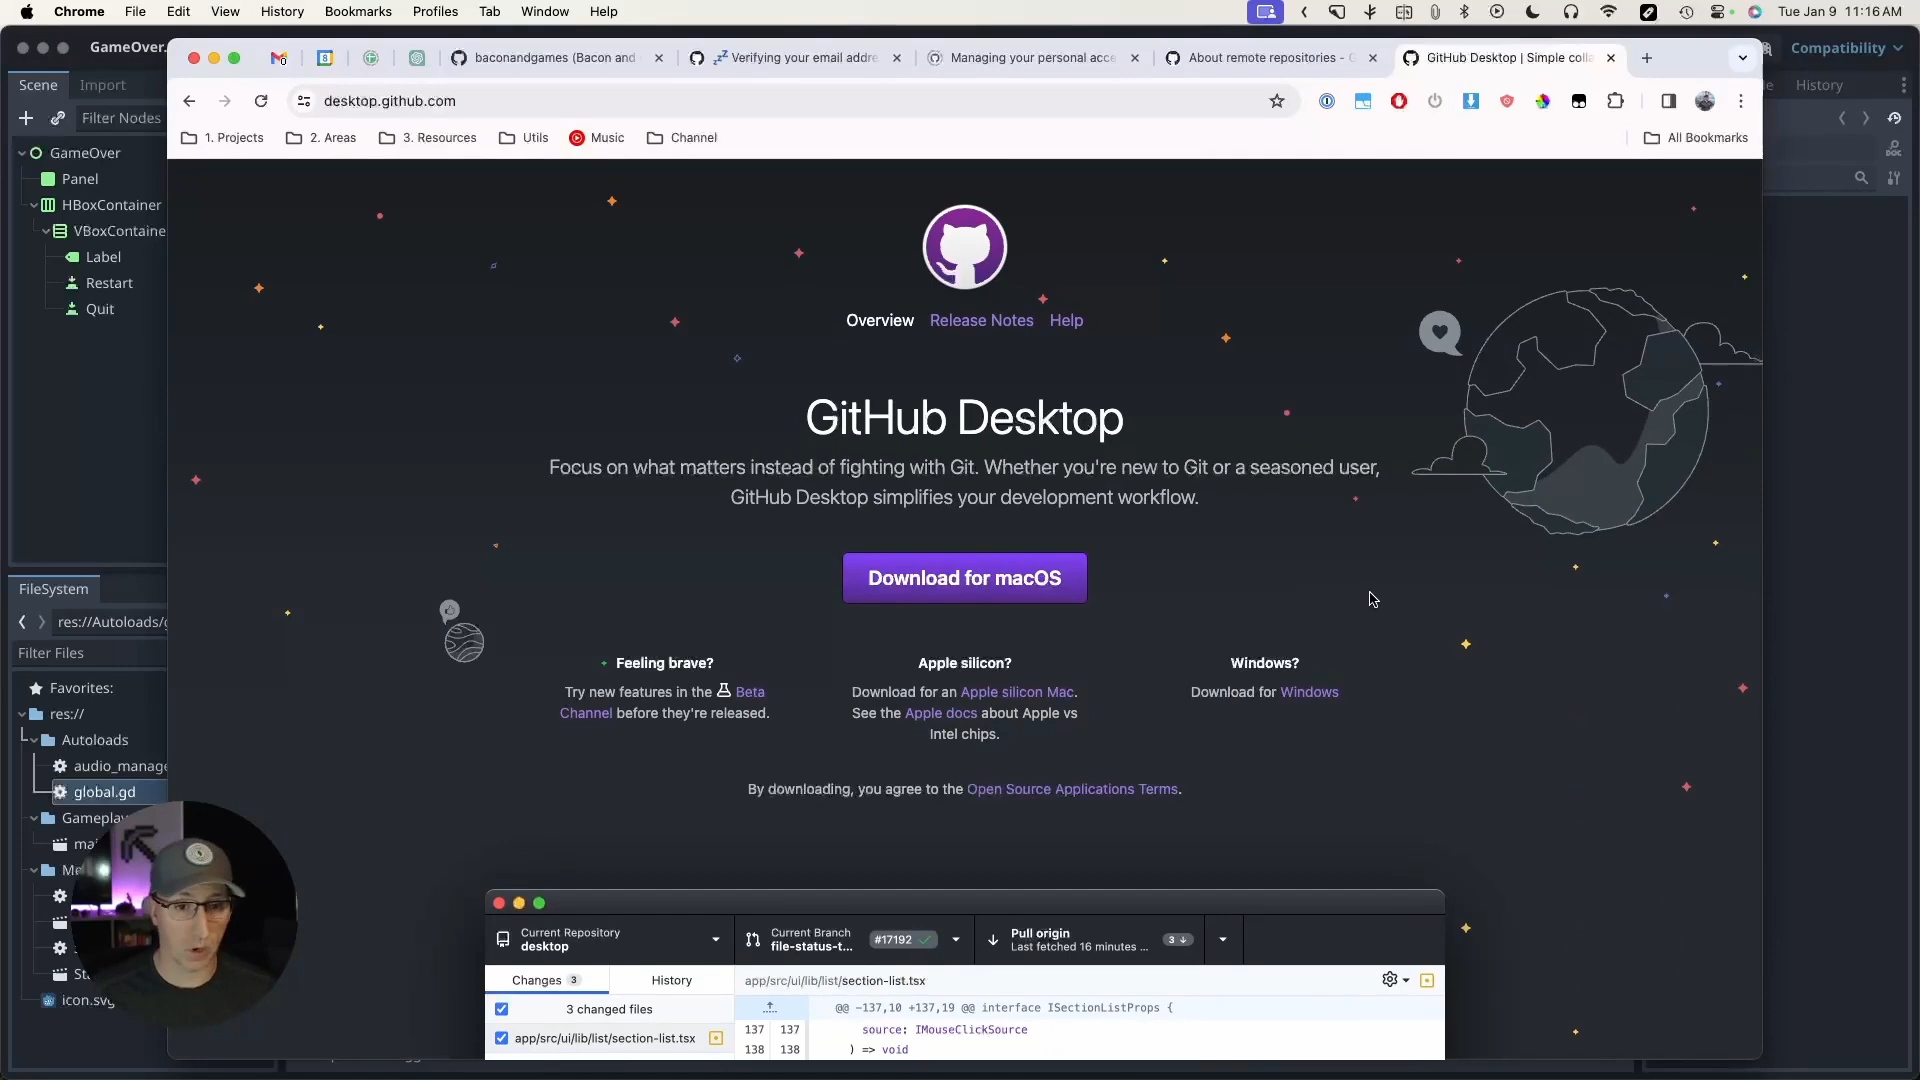 Chrome File Edit View History Bookmarks Profiles Tab Window Help Tue Jan 9 11:16 AM
GameOver. Compatibility
baconandgames (Bacon and Verifying your email addre Managing your personal acce About remote repositories - G GitHub Desktop | Simple colla
Scene Import History
desktop.github.com
Filter Nodes
1. Projects 2. Areas 3. Resources Utils Music Channel All Bookmarks
GameOver
Panel
HBoxContainer
VBoxContaine
Label
Restart
Quit
Overview Release Notes Help
GitHub Desktop
Focus on what matters instead of fighting with Git. Whether you're new to Git or a seasoned user,
GitHub Desktop simplifies your development workflow.
Download for macOS
FileSystem
res://Autoloads/g
Filter Files
Favorites:
res://
Autoloads
audio_manage
global.gd
Gameplay
mai
Me
St
icon.svg
Feeling brave?
Try new features in the Beta
Channel before they're released.
Apple silicon?
Download for an Apple silicon Mac.
See the Apple docs about Apple vs
Intel chips.
Windows?
Download for Windows
By downloading, you agree to the Open Source Applications Terms.
Current Repository
desktop
Current Branch
file-status-t... #17192
Pull origin
Last fetched 16 minutes ... 3
Changes 3 History app/src/ui/lib/list/section-list.tsx
3 changed files @@ -137,10 +137,19 @@ interface ISectionListProps {
app/src/ui/lib/list/section-list.tsx
137 137 source: IMouseClickSource
138 138 ) => void